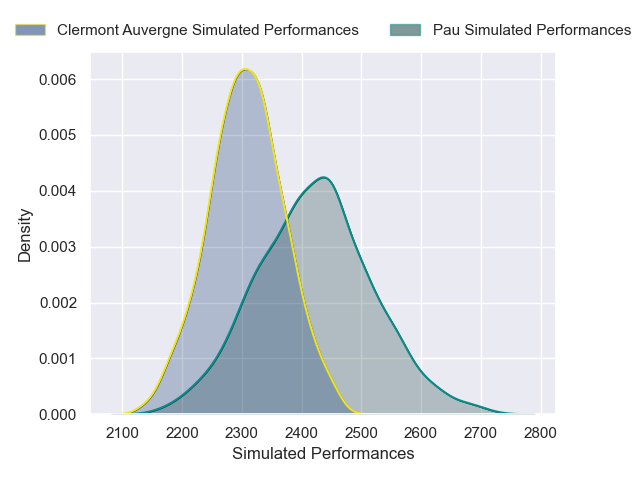 Clermont Auvergne Simulated Performances Pau Simulated Performances
0.006
0.005
0.004
0.003
0.002
0.001
0.000
Density
2100 2200 2300 2400 2500 2600 2700 2800
Simulated Performances